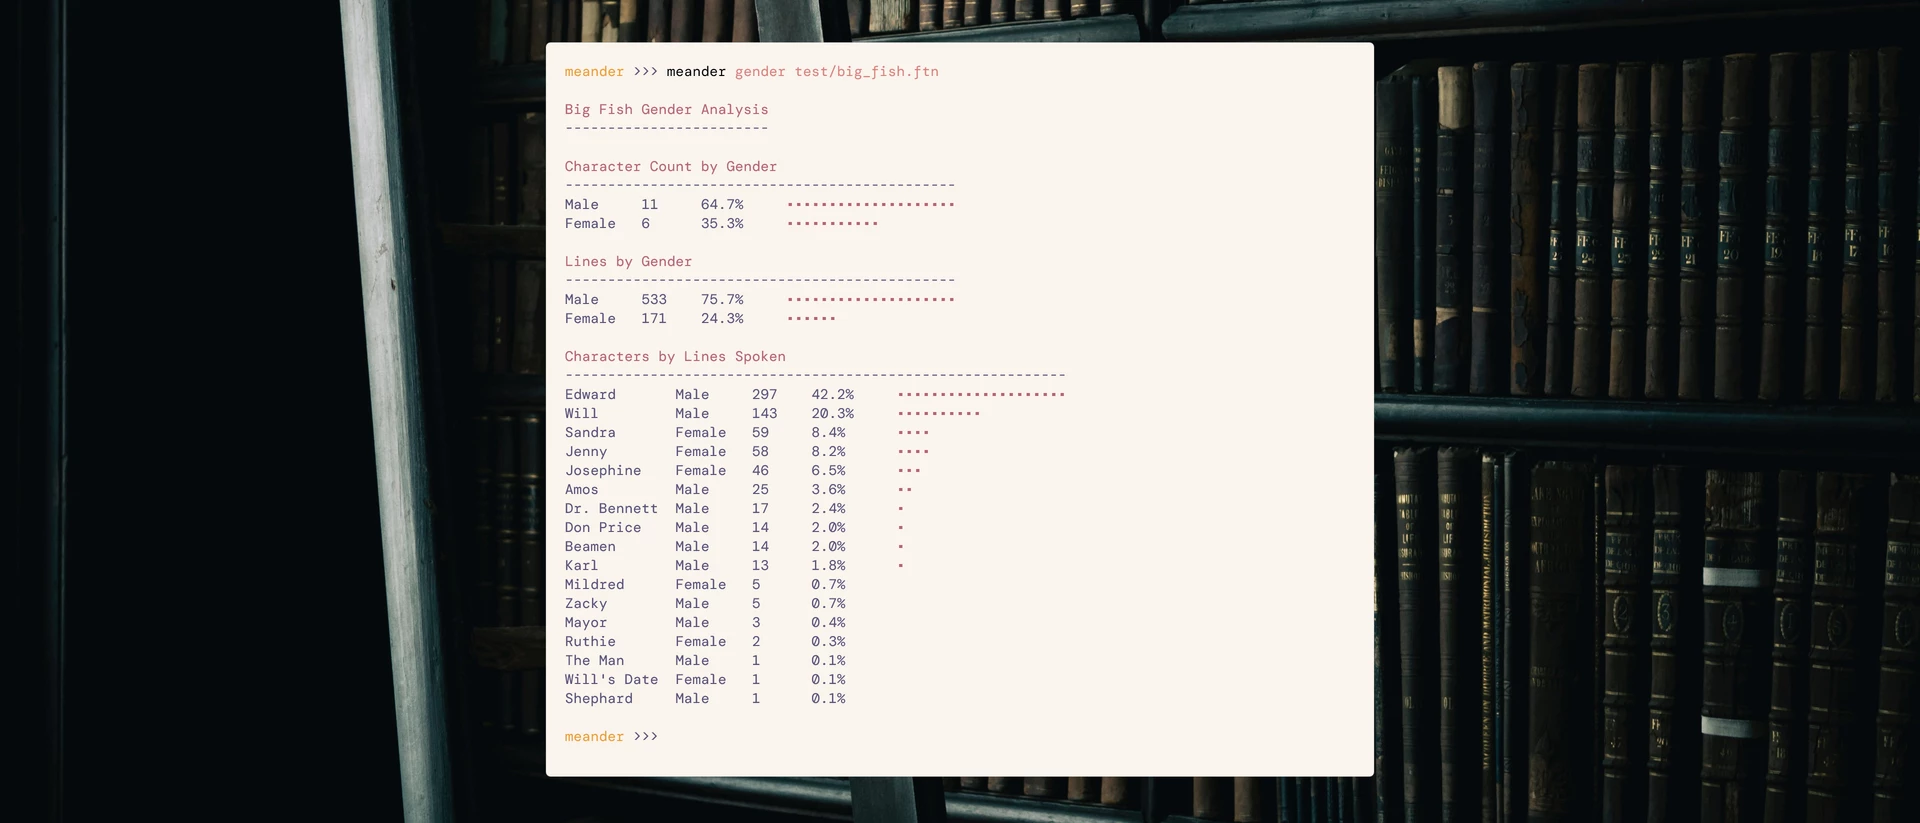 meander >>> meander gender test/big_fish.ftn
Big Fish Gender Analysis
------------------------
Character Count by Gender
----------------------------------------------
Male 11 64.7% ····················
Female 6 35.3% ···········
Lines by Gender
----------------------------------------------
Male 533 75.7% ····················
Female 171 24.3% ······
Characters by Lines Spoken
-----------------------------------------------------------
Edward Male 297 42.2% ····················
Will Male 143 20.3% ··········
Sandra Female 59 8.4% ····
Jenny Female 58 8.2% ····
Josephine Female 46 6.5% ···
Amos Male 25 3.6% ··
Dr. Bennett Male 17 2.4% ·
Don Price Male 14 2.0% ·
Beamen Male 14 2.0% ·
Karl Male 13 1.8% ·
Mildred Female 5 0.7%
Zacky Male 5 0.7%
Mayor Male 3 0.4%
Ruthie Female 2 0.3%
The Man Male 1 0.1%
Will's Date Female 1 0.1%
Shephard Male 1 0.1%
meander >>>